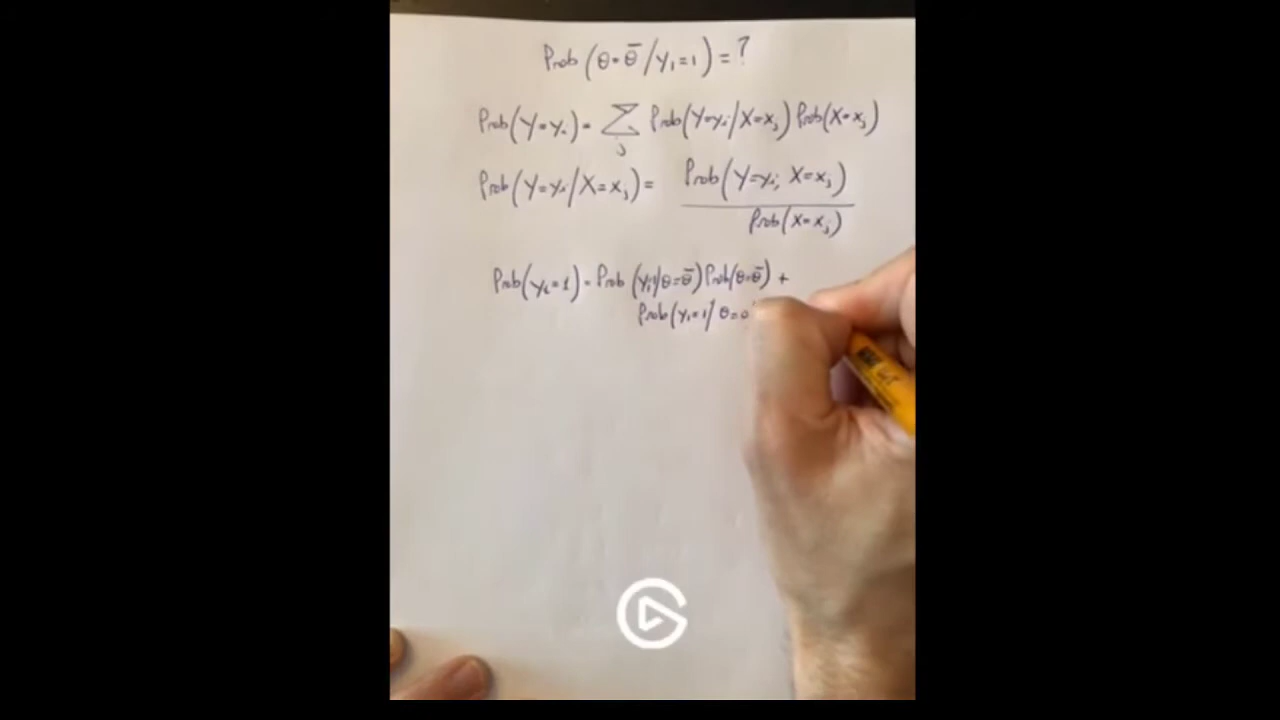 Prob(θ=θ̅/y₁=1)=?
Prob(Y=yᵢ)=∑ⱼ Prob(Y=yᵢ/X=xⱼ)Prob(X=xⱼ)
Prob(Y=yᵢ/X=xⱼ)= Prob(Y=yᵢ, X=xⱼ)
Prob(X=xⱼ)
Prob(y₁=1)=Prob(y₁=1/θ=θ̅)Prob(θ=θ̅)+
Prob(y₁=1/θ=0